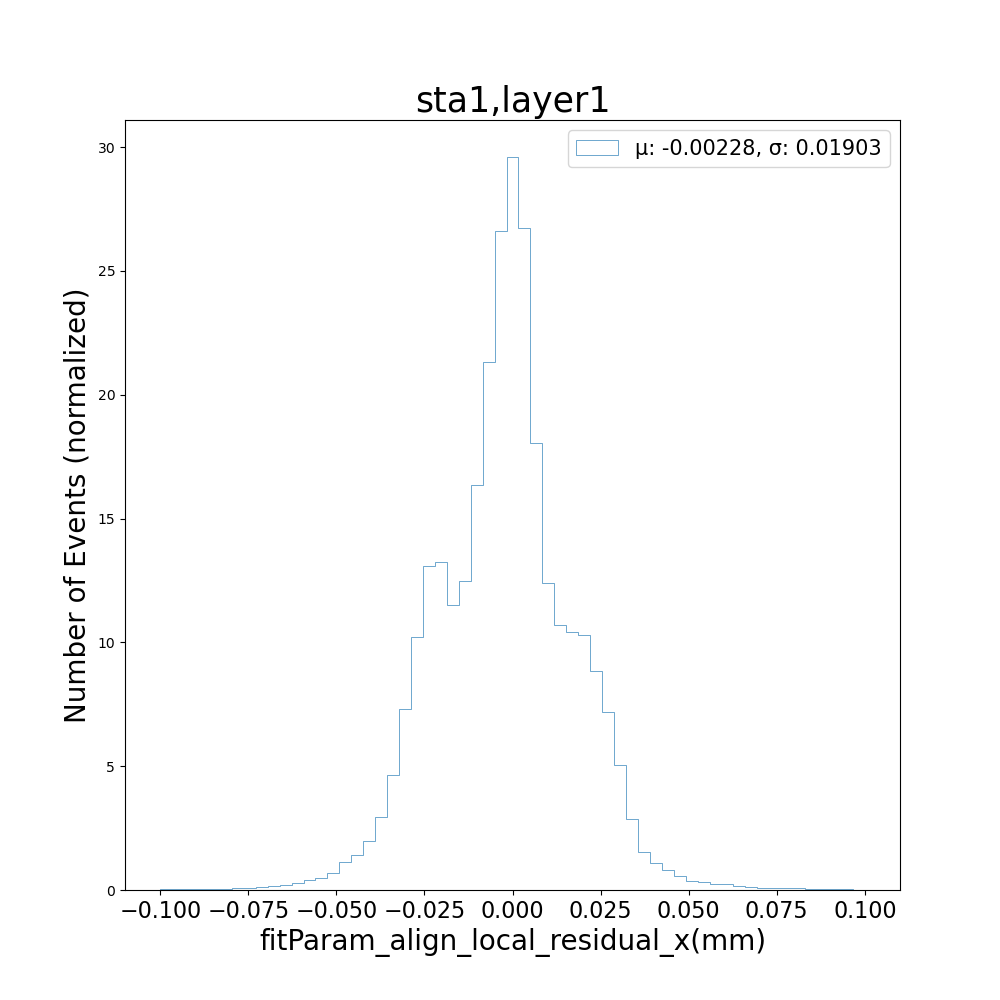 sta1,layer1
μ: -0.00228, σ: 0.01903
Number of Events (normalized)
30
25
20
15
10
5
0
−0.100 −0.075 −0.050 −0.025 0.000 0.025 0.050 0.075 0.100
fitParam_align_local_residual_x(mm)